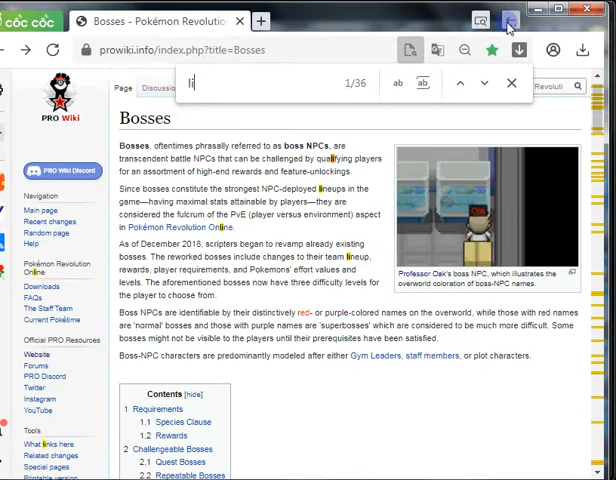 cốc cốc
Bosses - Pokémon Revolutio
prowiki.info/index.php?title=Bosses
li
1/36
ab
ab
PRO Wiki
Page
Discussio
Bosses
Bosses, oftentimes phrasally referred to as boss NPCs, are
transcendent battle NPCs that can be challenged by qualifying players
for an assortment of high-end rewards and feature-unlockings.
Since bosses constitute the strongest NPC-deployed lineups in the
game—having maximal stats attainable by players—they are
considered the fulcrum of the PvE (player versus environment) aspect
in Pokémon Revolution Online.
As of December 2018, scripters began to revamp already existing
bosses. The reworked bosses include changes to their team lineup,
rewards, player requirements, and Pokemons' effort values and
levels. The aforementioned bosses now have three difficulty levels for
the player to choose from.
Boss NPCs are identifiable by their distinctively red- or purple-colored names on the overworld, while those with red names
are 'normal' bosses and those with purple names are 'superbosses' which are considered to be much more difficult. Some
bosses might not be visible to the players until their prerequisites have been satisfied.
Boss-NPC characters are predominantly modeled after either Gym Leaders, staff members, or plot characters.
Oak
Professor Oak's boss NPC, which illustrates the
overworld coloration of boss-NPC names.
Contents [hide]
1 Requirements
1.1 Species Clause
1.2 Rewards
2 Challengeable Bosses
2.1 Quest Bosses
2.2 Repeatable Bosses
PRO Wiki Discord
Navigation
Main page
Recent changes
Random page
Help
Pokémon Revolution
Online
Downloads
FAQs
The Staff Team
Current Pokétime
Official PRO Resources
Website
Forums
PRO Discord
Twitter
Instagram
YouTube
Tools
What links here
Related changes
Special pages
Printable version